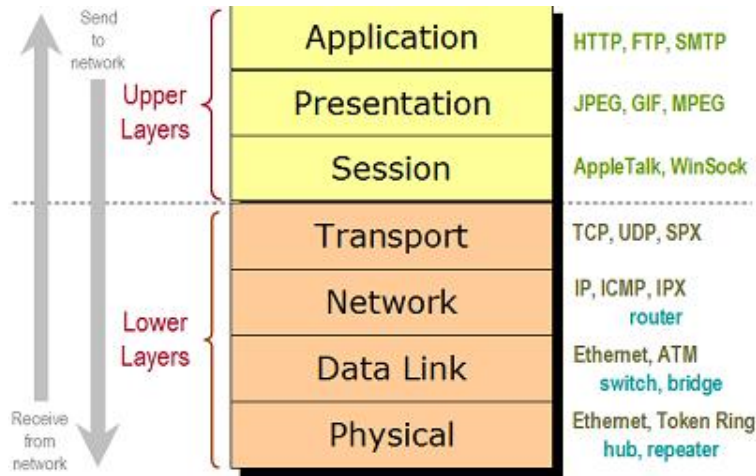 Send
to
network
Upper
Layers
Application
HTTP, FTP, SMTP
Presentation
JPEG, GIF, MPEG
Session
AppleTalk, WinSock
Lower
Layers
Transport
TCP, UDP, SPX
Network
IP, ICMP, IPX
router
Data Link
Ethernet, ATM
switch, bridge
Physical
Ethernet, Token Ring
hub, repeater
Receive
from
network